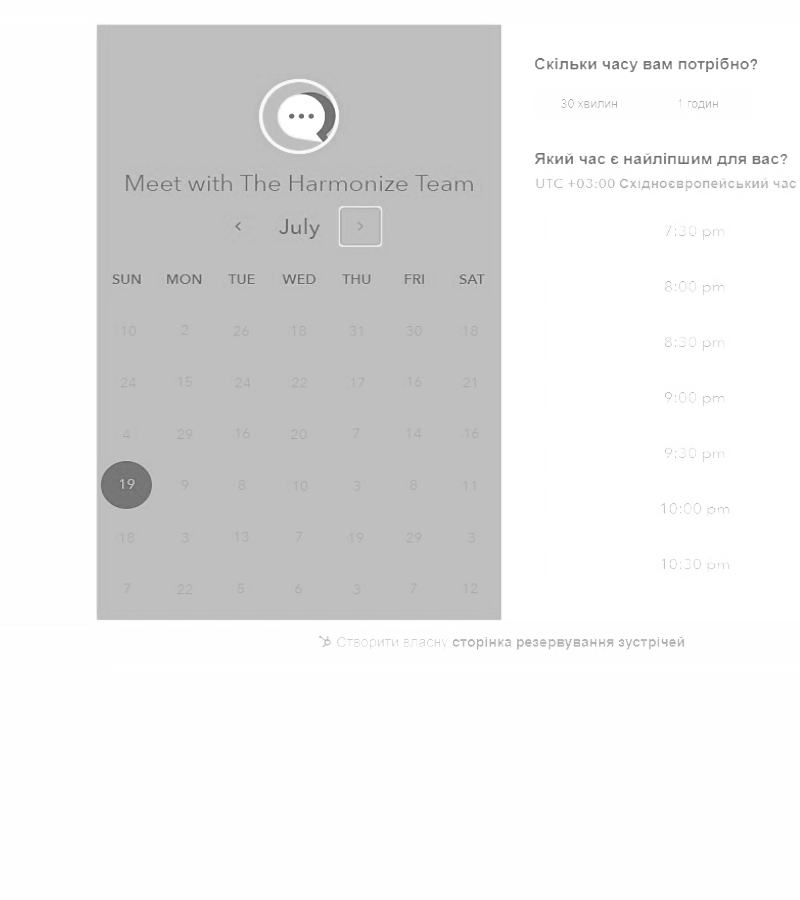 Meet with The Harmonize Team
July
SUN MON TUE WED THU FRI SAT
10 2 26 18 31 30 18
24 15 24 22 17 16 21
4 29 16 20 7 14 16
19 9 8 10 3 8 11
18 3 13 7 19 29 3
7 22 5 6 3 7 12
Скільки часу вам потрібно?
30 хвилин 1 годин
Який час є найліпшим для вас?
UTC +03:00 Східноєвропейський час
7:30 pm
8:00 pm
8:30 pm
9:00 pm
9:30 pm
10:00 pm
10:30 pm
Створити власну сторінка резервування зустрічей